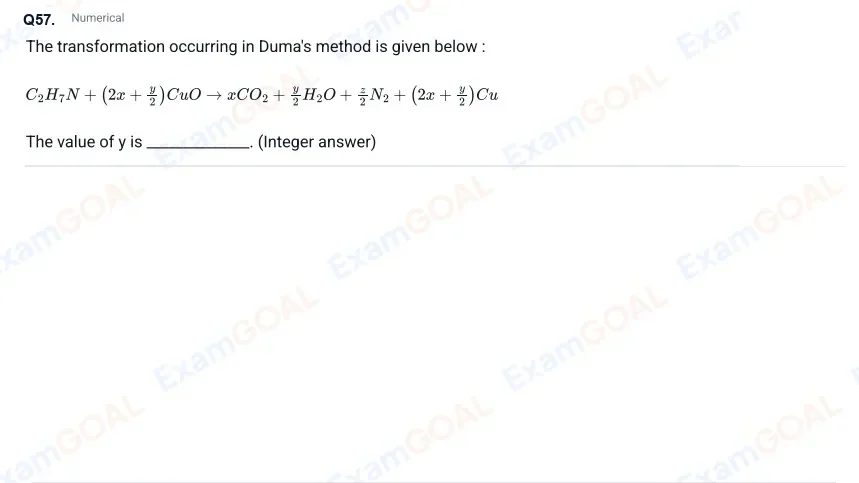 Q57. Numerical
The transformation occurring in Duma's method is given below :
C₂H₇N + (2x + y/2)CuO → xCO₂ + y/2 H₂O + z/2 N₂ + (2x + y/2)Cu
The value of y is ____________. (Integer answer)
ExamGOAL